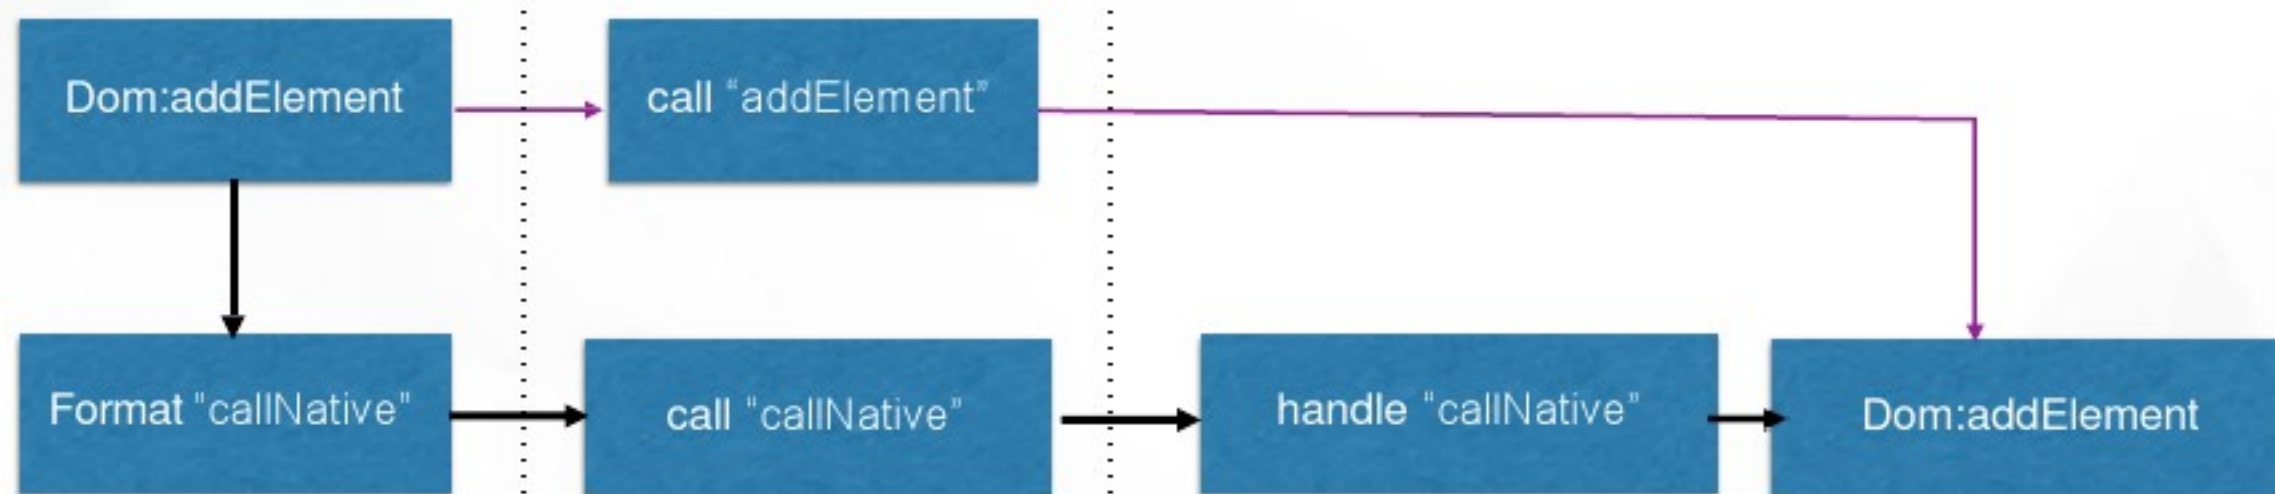 Dom:addElement
call “addElement”
Format "callNative"
call “callNative”
handle “callNative”
Dom:addElement